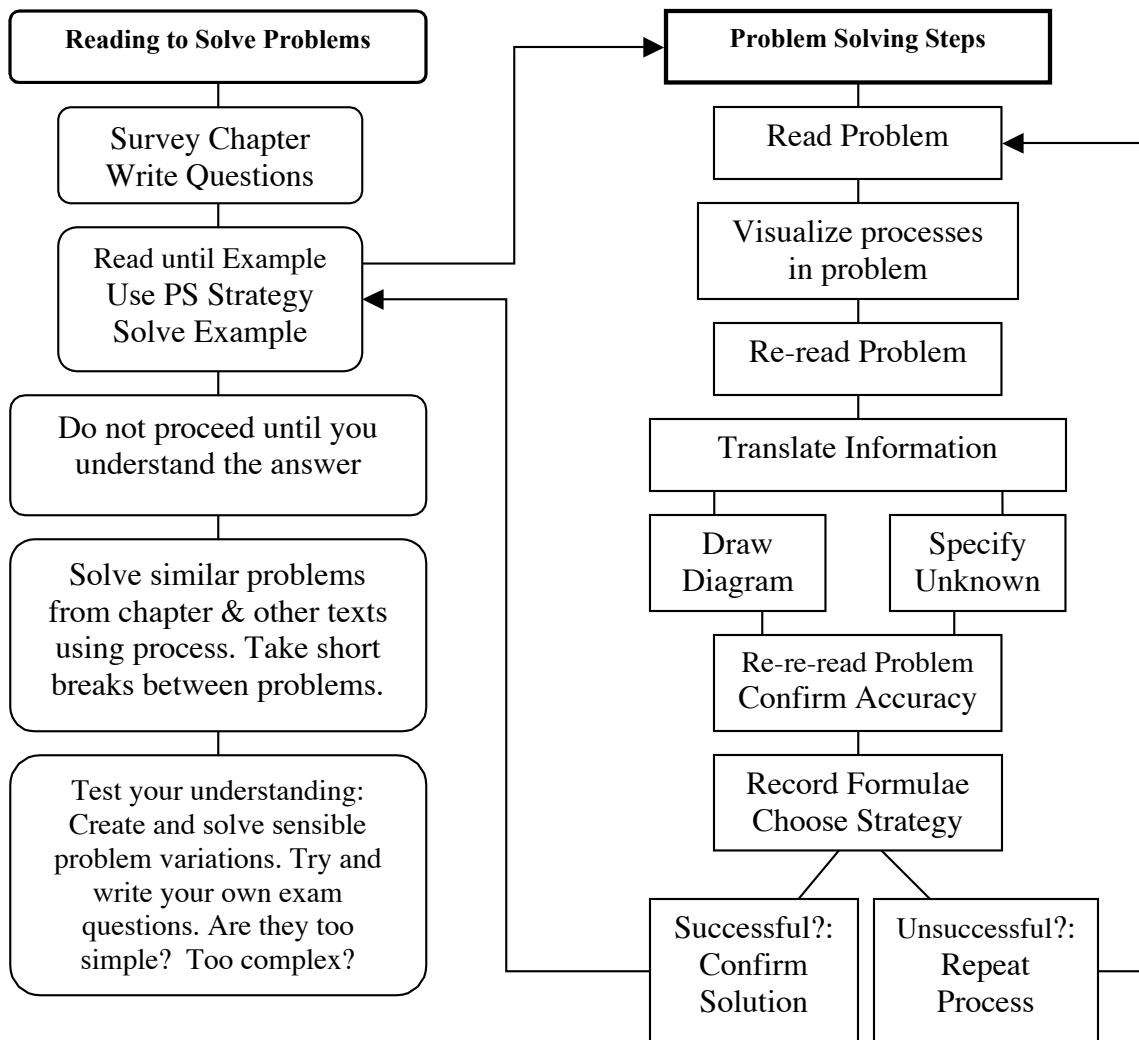 Reading to Solve Problems
Survey Chapter
Write Questions
Read until Example
Use PS Strategy
Solve Example
Do not proceed until you
understand the answer
Solve similar problems
from chapter & other texts
using process. Take short
breaks between problems.
Test your understanding:
Create and solve sensible
problem variations. Try and
write your own exam
questions. Are they too
simple?  Too complex?
Problem Solving Steps
Read Problem
Visualize processes
in problem
Re-read Problem
Translate Information
Draw
Diagram
Specify
Unknown
Re-re-read Problem
Confirm Accuracy
Record Formulae
Choose Strategy
Successful?:
Confirm
Solution
Unsuccessful?:
Repeat
Process